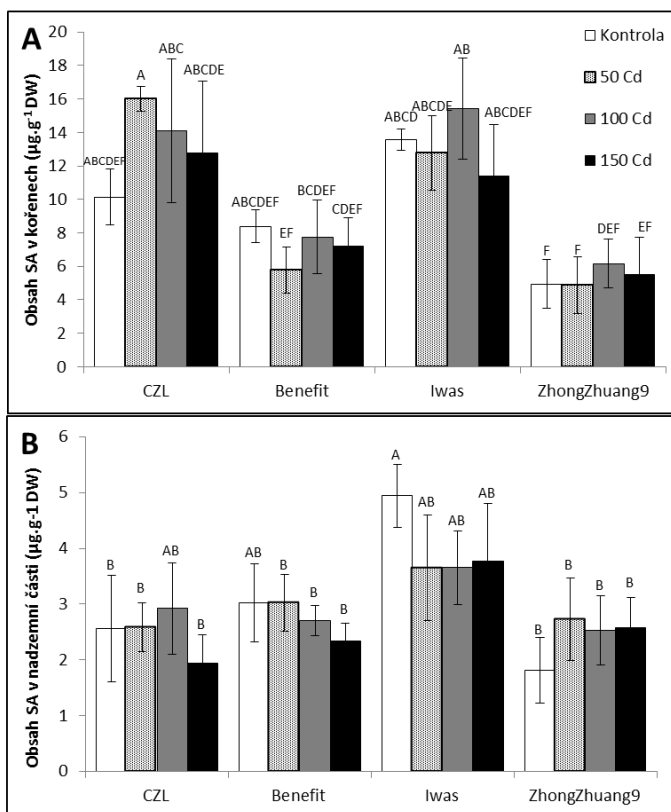 A
Obsah SA v kořenech (µg.g⁻¹ DW)
20
18
16
14
12
10
8
6
4
2
0
ABCDEF
A
ABC
ABCDE
ABCDEF
EF
BCDEF
CDEF
ABCD
ABCDE
AB
ABCDEF
F
F
DEF
EF
Kontrola
50 Cd
100 Cd
150 Cd
CZL
Benefit
Iwas
ZhongZhuang9
B
Obsah SA v nadzemní části (µg.g-1 DW)
6
5
4
3
2
1
0
B
B
AB
B
AB
B
B
B
A
AB
AB
AB
B
B
B
B
CZL
Benefit
Iwas
ZhongZhuang9